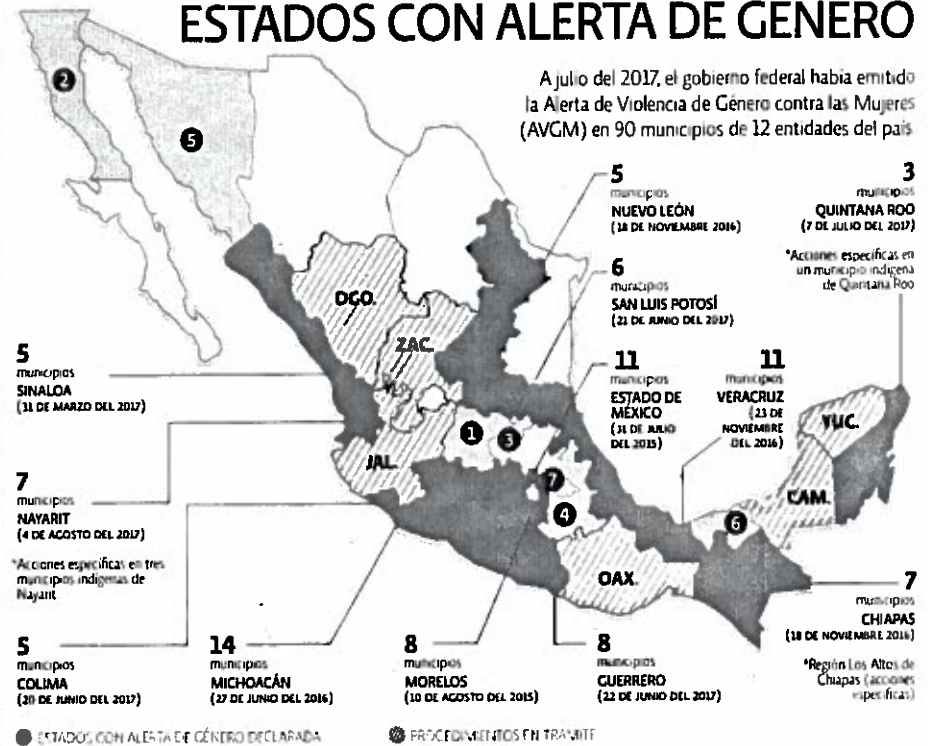 ESTADOS CON ALERTA DE GENERO
A julio del 2017, el gobierno federal había emitido
la Alerta de Violencia de Género contra las Mujeres
(AVGM) en 90 municipios de 12 entidades del país
2
5
5
municipios
NUEVO LEÓN
(18 DE NOVIEMBRE 2016)
3
municipios
QUINTANA ROO
(7 DE JULIO DEL 2017)
*Acciones específicas en
un municipio indígena
de Quintana Roo
6
municipios
SAN LUIS POTOSÍ
(21 DE JUNIO DEL 2017)
DGO.
ZAC.
5
municipios
SINALOA
(31 DE MARZO DEL 2017)
11
municipios
ESTADO DE
MÉXICO
(31 DE JULIO
DEL 2015)
11
municipios
VERACRUZ
(23 DE
NOVIEMBRE
DEL 2016)
YUC.
1
3
JAL.
7
4
CAM.
6
OAX.
7
municipios
NAYARIT
(4 DE AGOSTO DEL 2017)
*Acciones específicas en tres
municipios indígenas de
Nayarit
7
municipios
CHIAPAS
(18 DE NOVIEMBRE 2016)
*Región Los Altos de
Chiapas (acciones
específicas)
5
municipios
COLIMA
(20 DE JUNIO DEL 2017)
14
municipios
MICHOACÁN
(27 DE JUNIO DEL 2016)
8
municipios
MORELOS
(10 DE AGOSTO DEL 2015)
8
municipios
GUERRERO
(22 DE JUNIO DEL 2017)
ESTADOS CON ALERTA DE GÉNERO DECLARADA
PROCEDIMIENTOS EN TRÁMITE